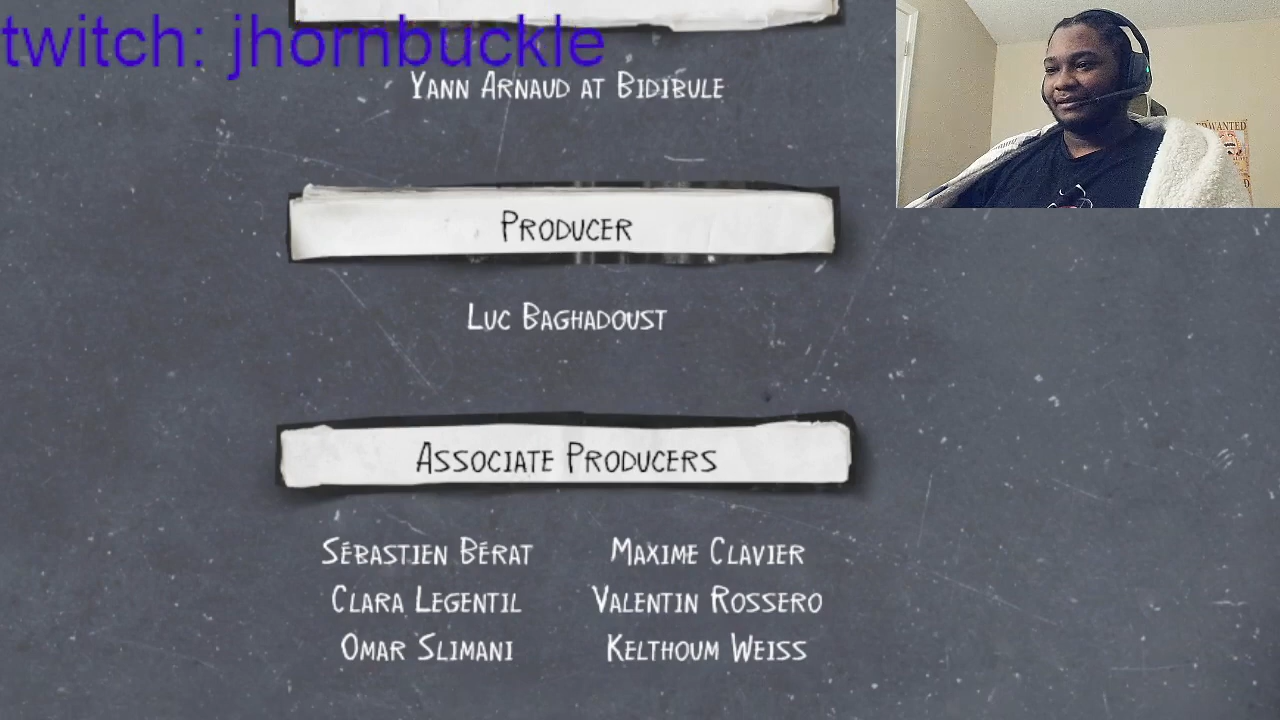 twitch: jhornbuckle
Yann Arnaud at Bidibule
Producer
Luc Baghadoust
Associate Producers
Sébastien Bérat Maxime Clavier
Clara Legentil Valentin Rossero
Omar Slimani Kelthoum Weiss
WANTED